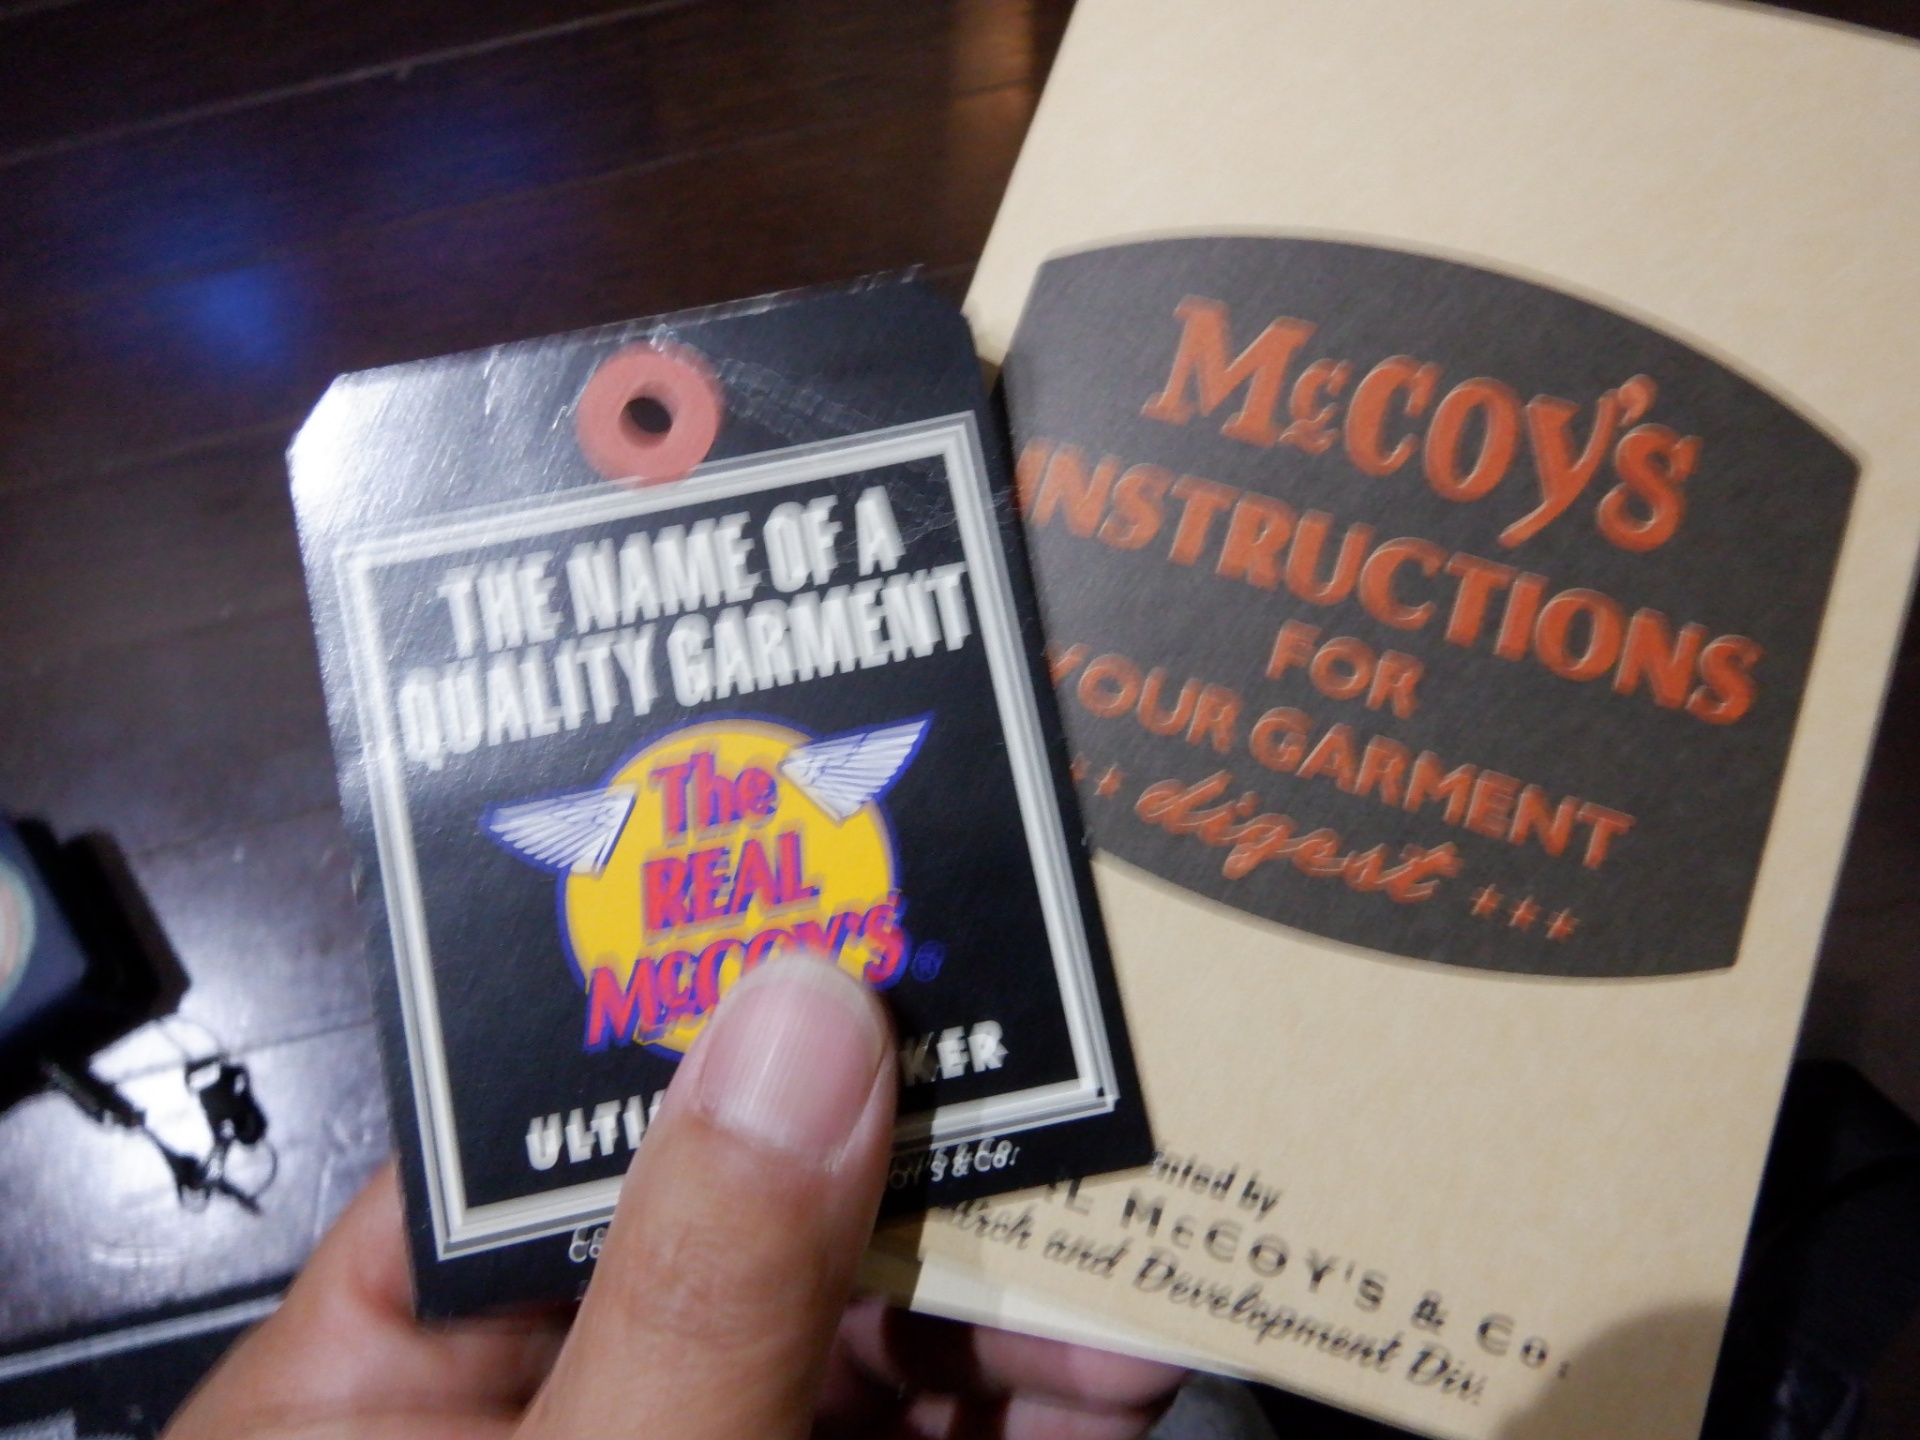 THE NAME OF A
QUALITY GARMENT
The
REAL
McCOY'S
®
McCOY'S
INSTRUCTIONS
FOR
YOUR GARMENT
digest ***
by
McCOY'S & Co.
and Development Div.